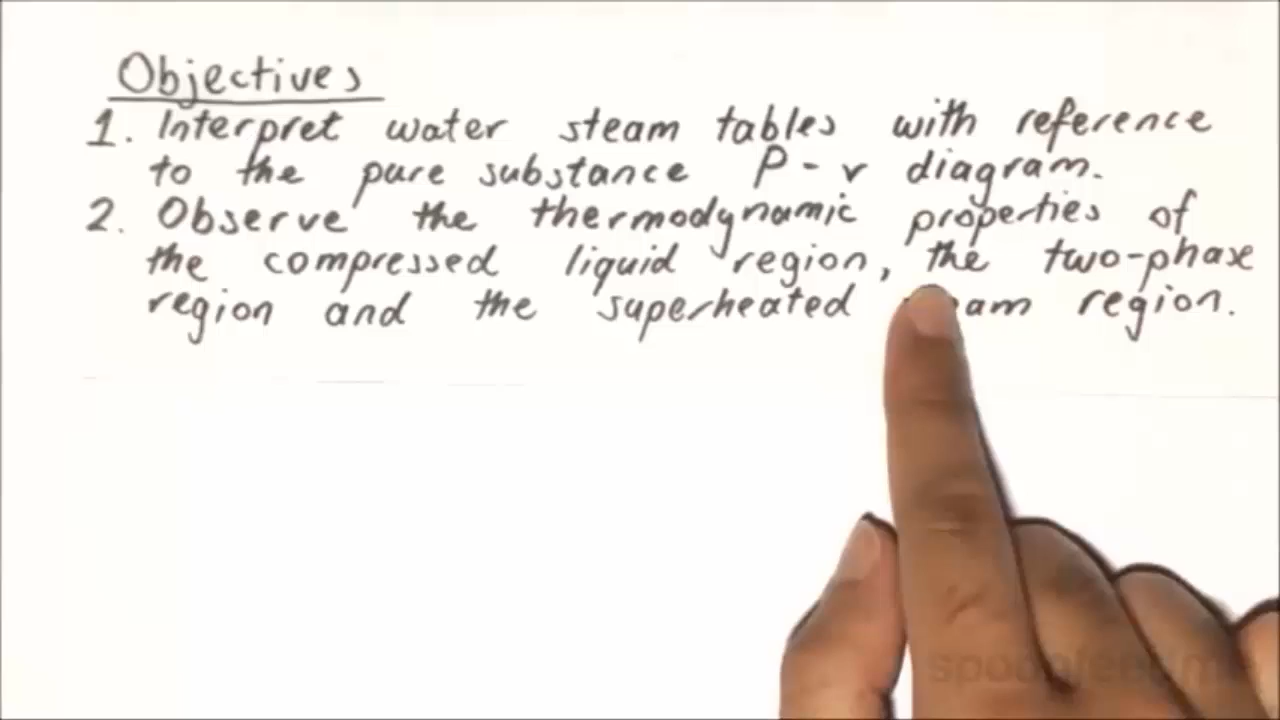 Objectives
1. Interpret water steam tables with reference
to the pure substance P-v diagram.
2. Observe the thermodynamic properties of
the compressed liquid region, the two-phase
region and the superheated region.